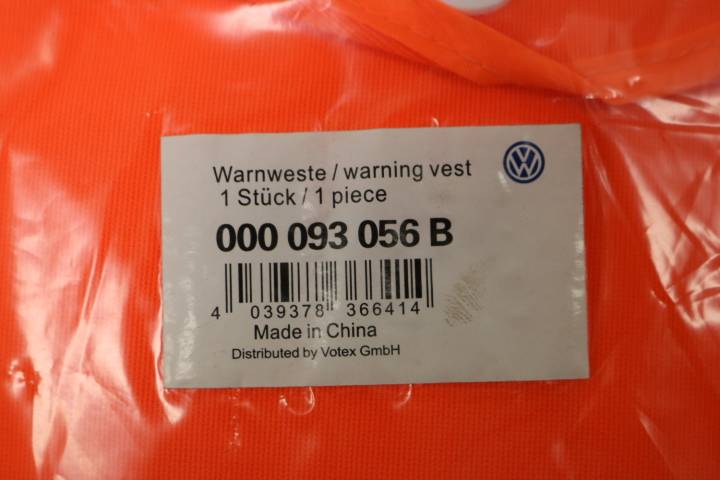 Warnweste / warning vest
1 Stück / 1 piece
000 093 056 B
4 039378 366414
Made in China
Distributed by Votex GmbH